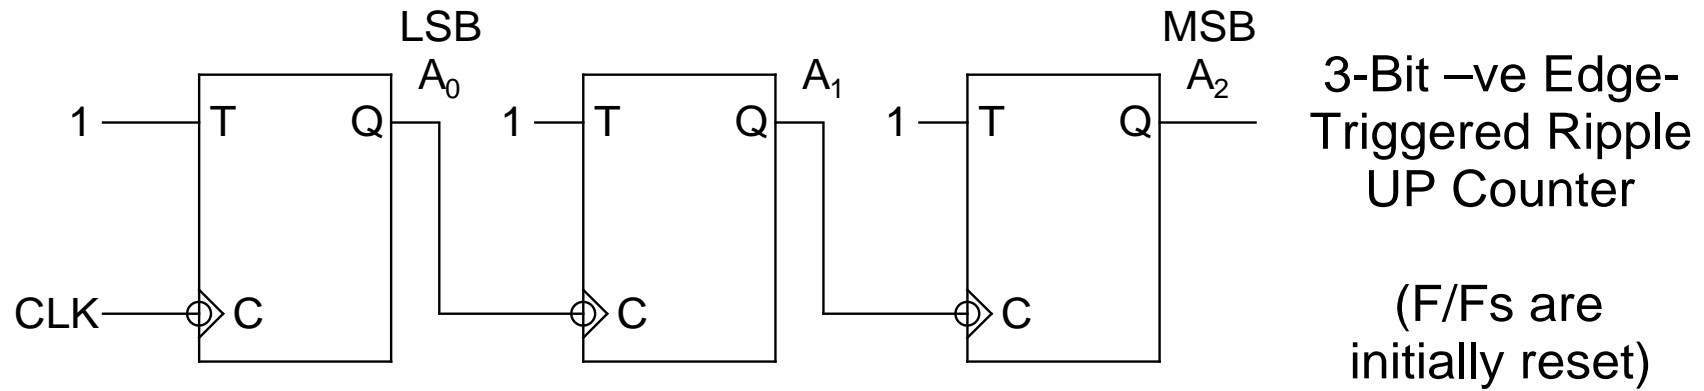 LSB
A₀
1 T Q
CLK C
A₁
1 T Q
C
MSB
A₂
1 T Q
C
3-Bit –ve Edge-
Triggered Ripple
UP Counter
(F/Fs are
initially reset)